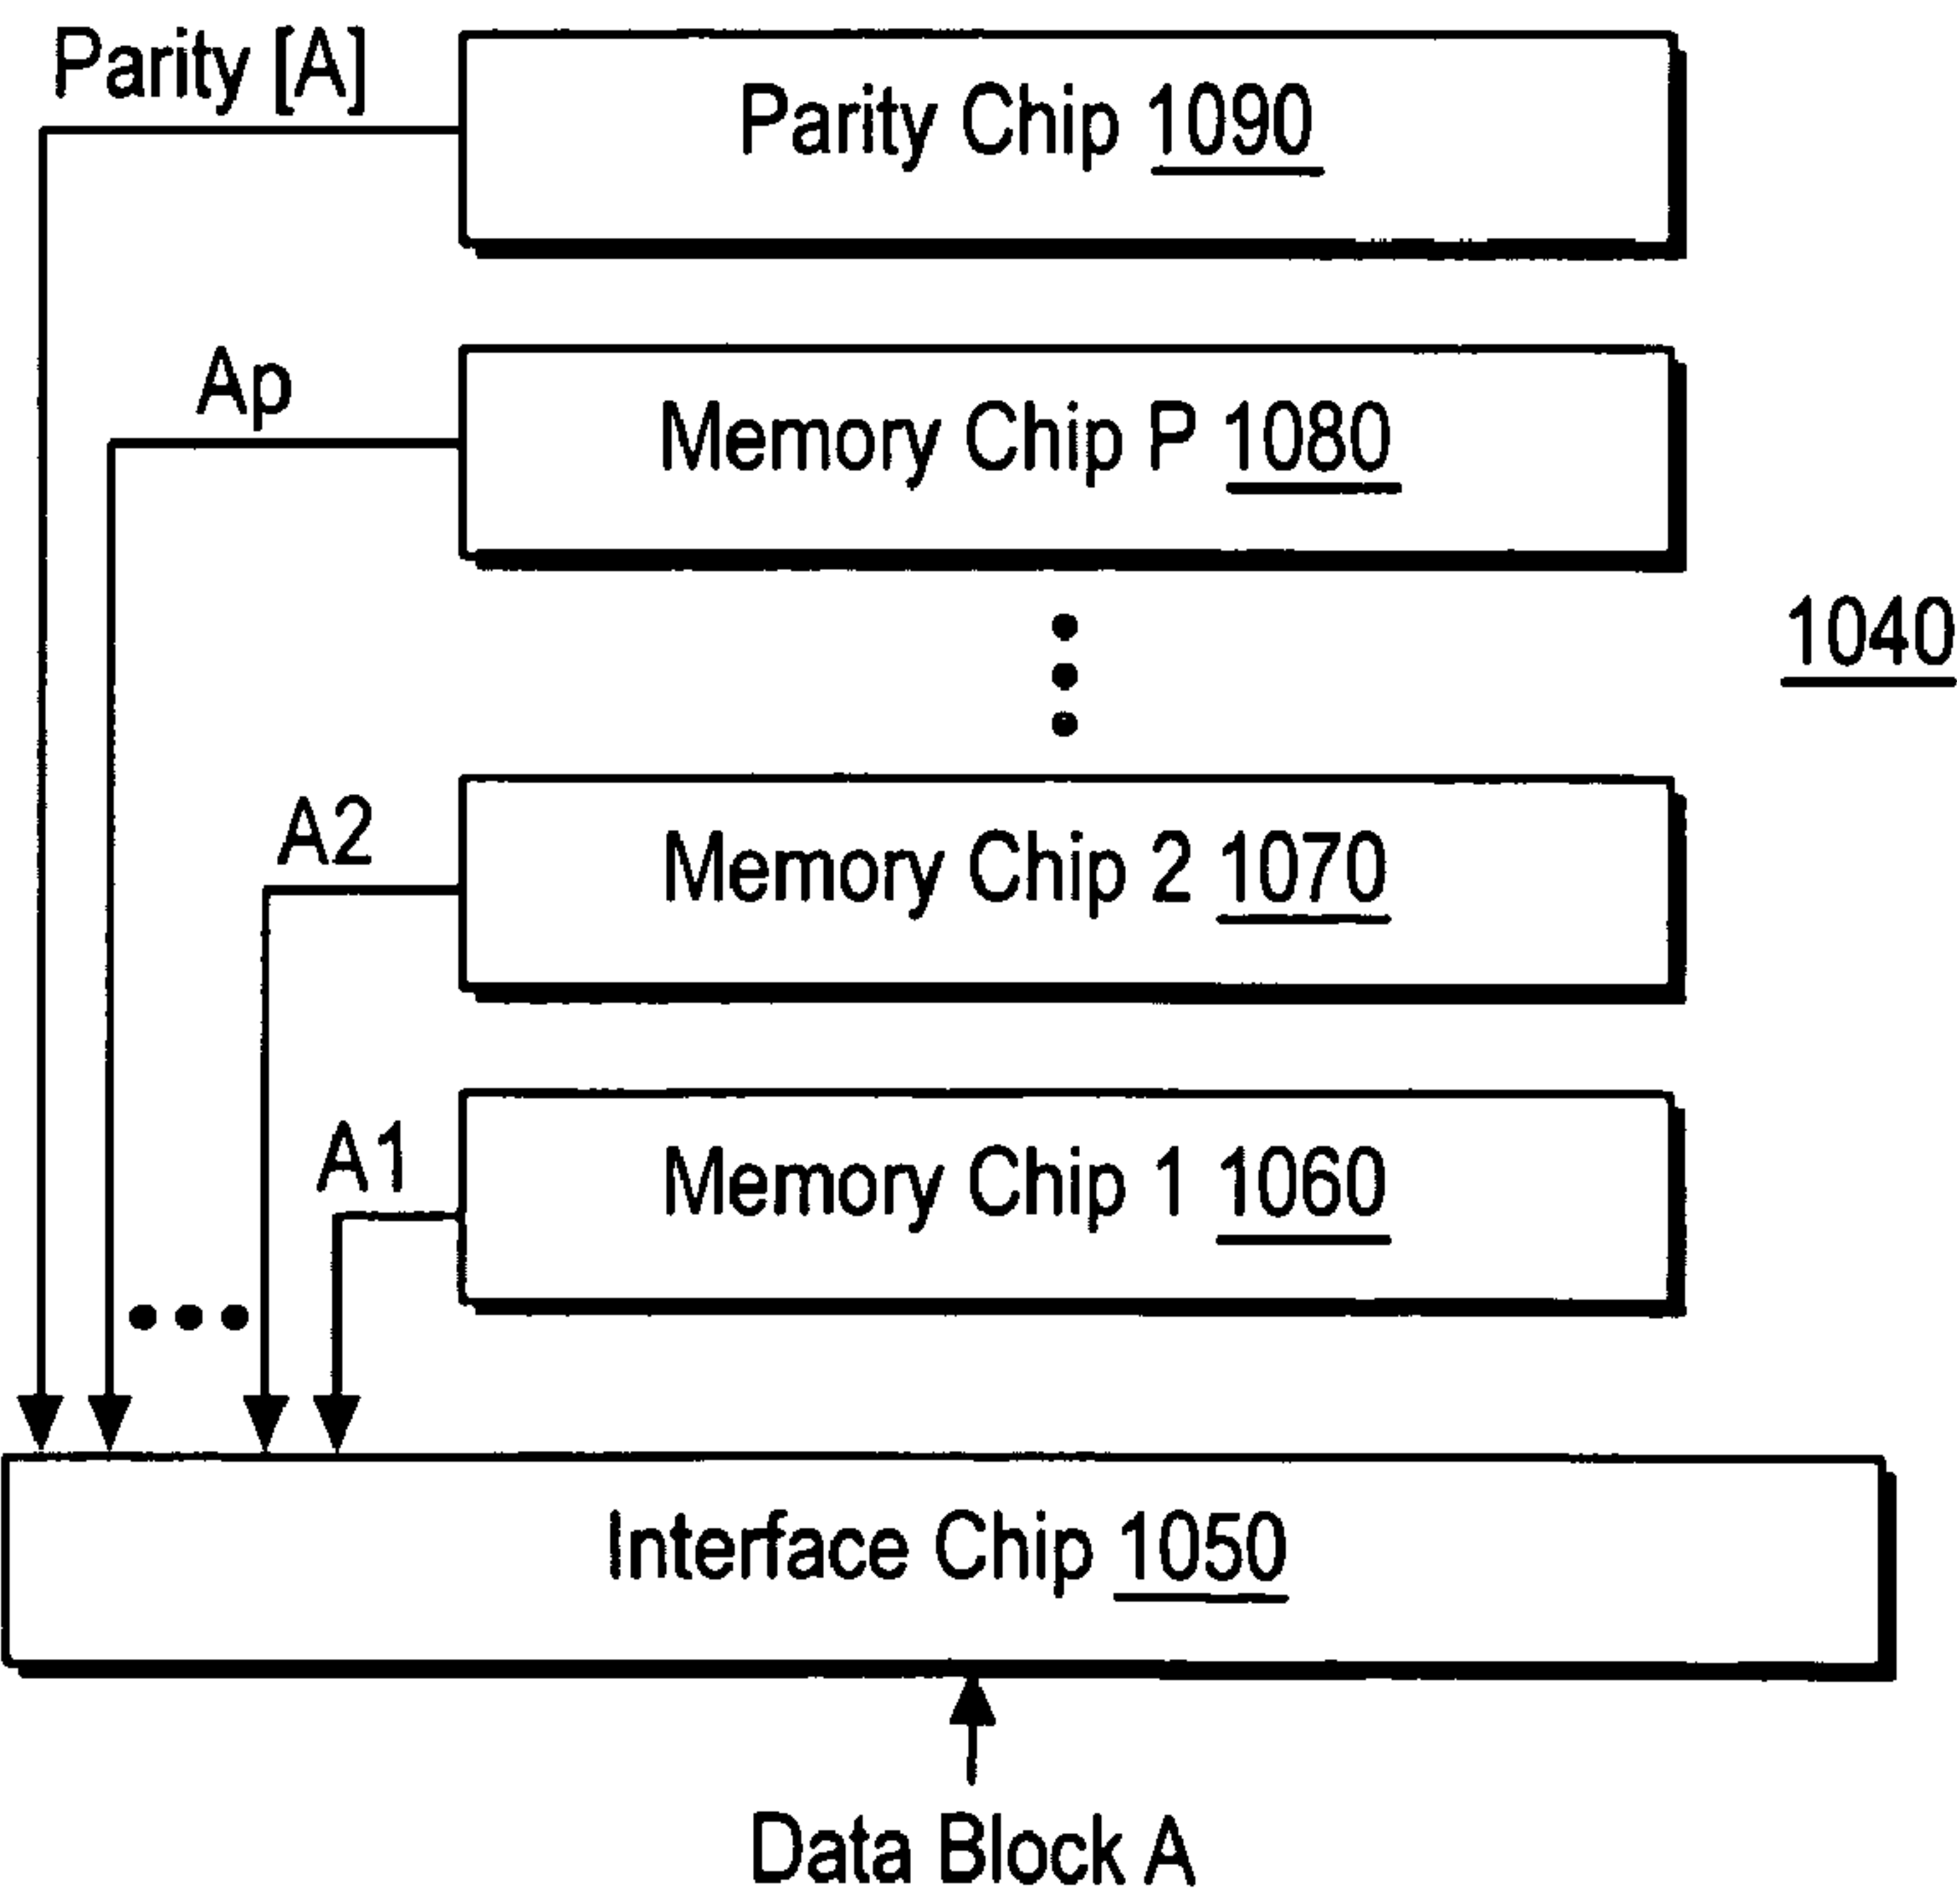 Parity [A]
Parity Chip 1090
Ap
Memory Chip P 1080
1040
A2
Memory Chip 2 1070
A1
Memory Chip 1 1060
Interface Chip 1050
Data Block A